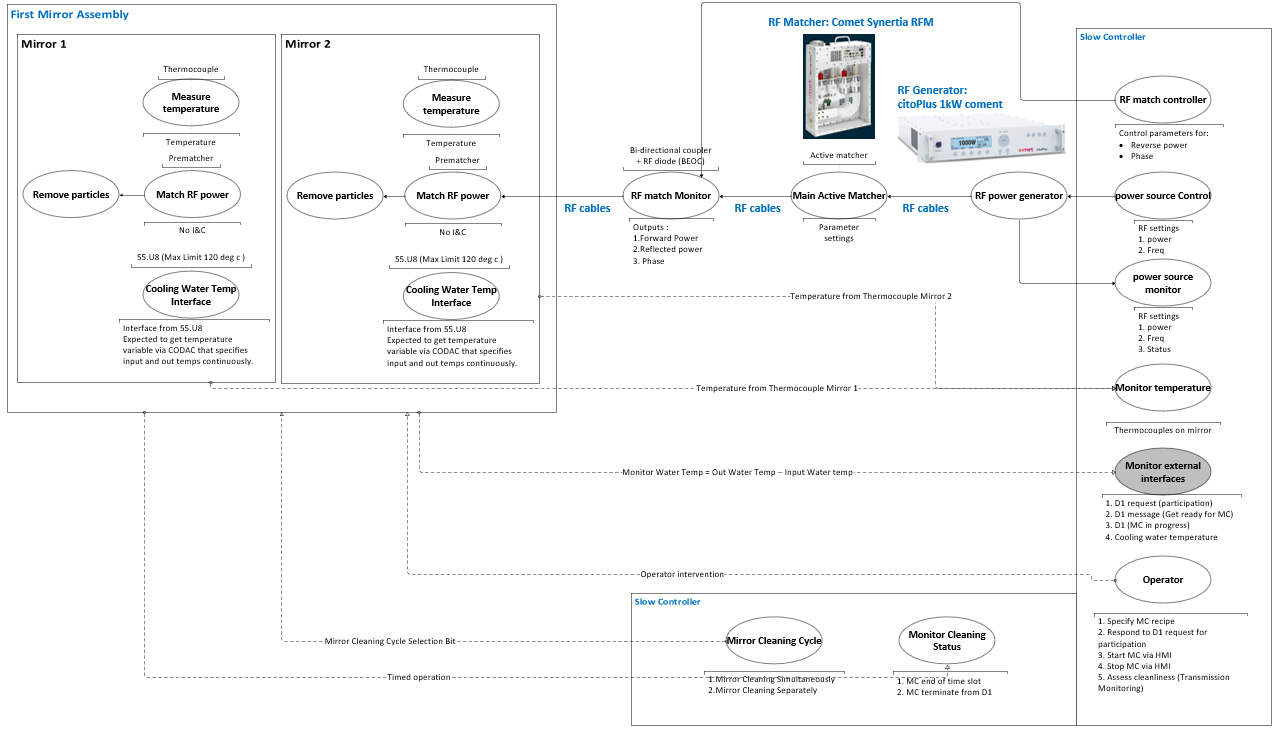 First Mirror Assembly
Mirror 1
Thermocouple
Measure
temperature
Temperature
Prematcher
Remove particles
Match RF power
No I&C
55.U8 (Max Limit 120 deg c )
Cooling Water Temp
Interface
Interface from 55.U8
Expected to get temperature
variable via CODAC that specifies
input and out temps continuously.
Mirror 2
Thermocouple
Measure
temperature
Temperature
Prematcher
Remove particles
Match RF power
No I&C
55.U8 (Max Limit 120 deg c )
Cooling Water Temp
Interface
Interface from 55.U8
Expected to get temperature
variable via CODAC that specifies
input and out temps continuously.
RF Matcher: Comet Synertia RFM
RF Generator:
citoPlus 1kW coment
1000W
Bi-directional coupler
+ RF diode (BEOC)
RF match Monitor
Outputs :
1.Forward Power
2.Reflected power
3. Phase
Active matcher
Main Active Matcher
Parameter
settings
RF power generator
RF cables
RF cables
RF cables
Slow Controller
RF match controller
Control parameters for:
• Reverse power
• Phase
power source Control
RF settings
1. power
2. Freq
power source
monitor
RF settings
1. power
2. Freq
3. Status
Temperature from Thermocouple Mirror 2
Monitor temperature
Temperature from Thermocouple Mirror 1
Thermocouples on mirror
Monitor external
interfaces
Monitor Water Temp = Out Water Temp – Input Water temp
1. D1 request (participation)
2. D1 message (Get ready for MC)
3. D1 (MC in progress)
4. Cooling water temperature
Operator intervention
Operator
1. Specify MC recipe
2. Respond to D1 request for
participation
3. Start MC via HMI
4. Stop MC via HMI
5. Assess cleanliness (Transmission
Monitoring)
Slow Controller
Mirror Cleaning Cycle Selection Bit
Mirror Cleaning Cycle
1.Mirror Cleaning Simultaneously
2.Mirror Cleaning Separately
Monitor Cleaning
Status
Timed operation
1. MC end of time slot
2. MC terminate from D1